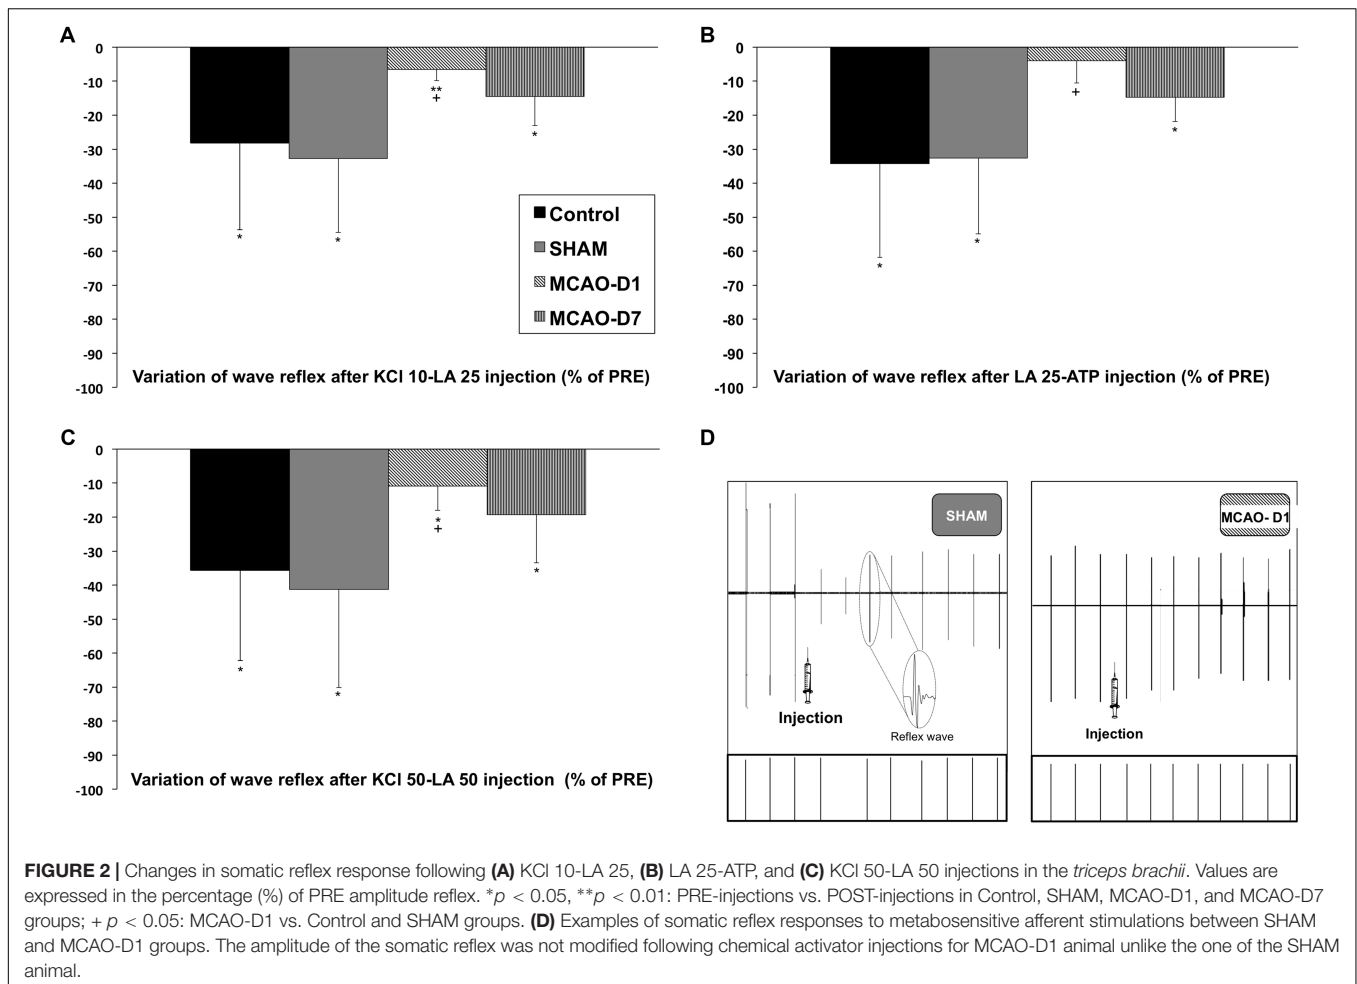 A
0
-10
-20
-30
-40
-50
-60
-70
-80
-90
-100
**
+
*
*
*
Control
SHAM
MCAO-D1
MCAO-D7
Variation of wave reflex after KCl 10-LA 25 injection (% of PRE)
B
0
-10
-20
-30
-40
-50
-60
-70
-80
-90
-100
+
*
*
*
Variation of wave reflex after LA 25-ATP injection (% of PRE)
C
0
-10
-20
-30
-40
-50
-60
-70
-80
-90
-100
*
+
*
*
*
Variation of wave reflex after KCl 50-LA 50 injection (% of PRE)
D
SHAM
Injection
Reflex wave
MCAO- D1
Injection
FIGURE 2 | Changes in somatic reflex response following (A) KCl 10-LA 25, (B) LA 25-ATP, and (C) KCl 50-LA 50 injections in the triceps brachii. Values are
expressed in the percentage (%) of PRE amplitude reflex. *p < 0.05, **p < 0.01: PRE-injections vs. POST-injections in Control, SHAM, MCAO-D1, and MCAO-D7
groups; + p < 0.05: MCAO-D1 vs. Control and SHAM groups. (D) Examples of somatic reflex responses to metabosensitive afferent stimulations between SHAM
and MCAO-D1 groups. The amplitude of the somatic reflex was not modified following chemical activator injections for MCAO-D1 animal unlike the one of the SHAM
animal.